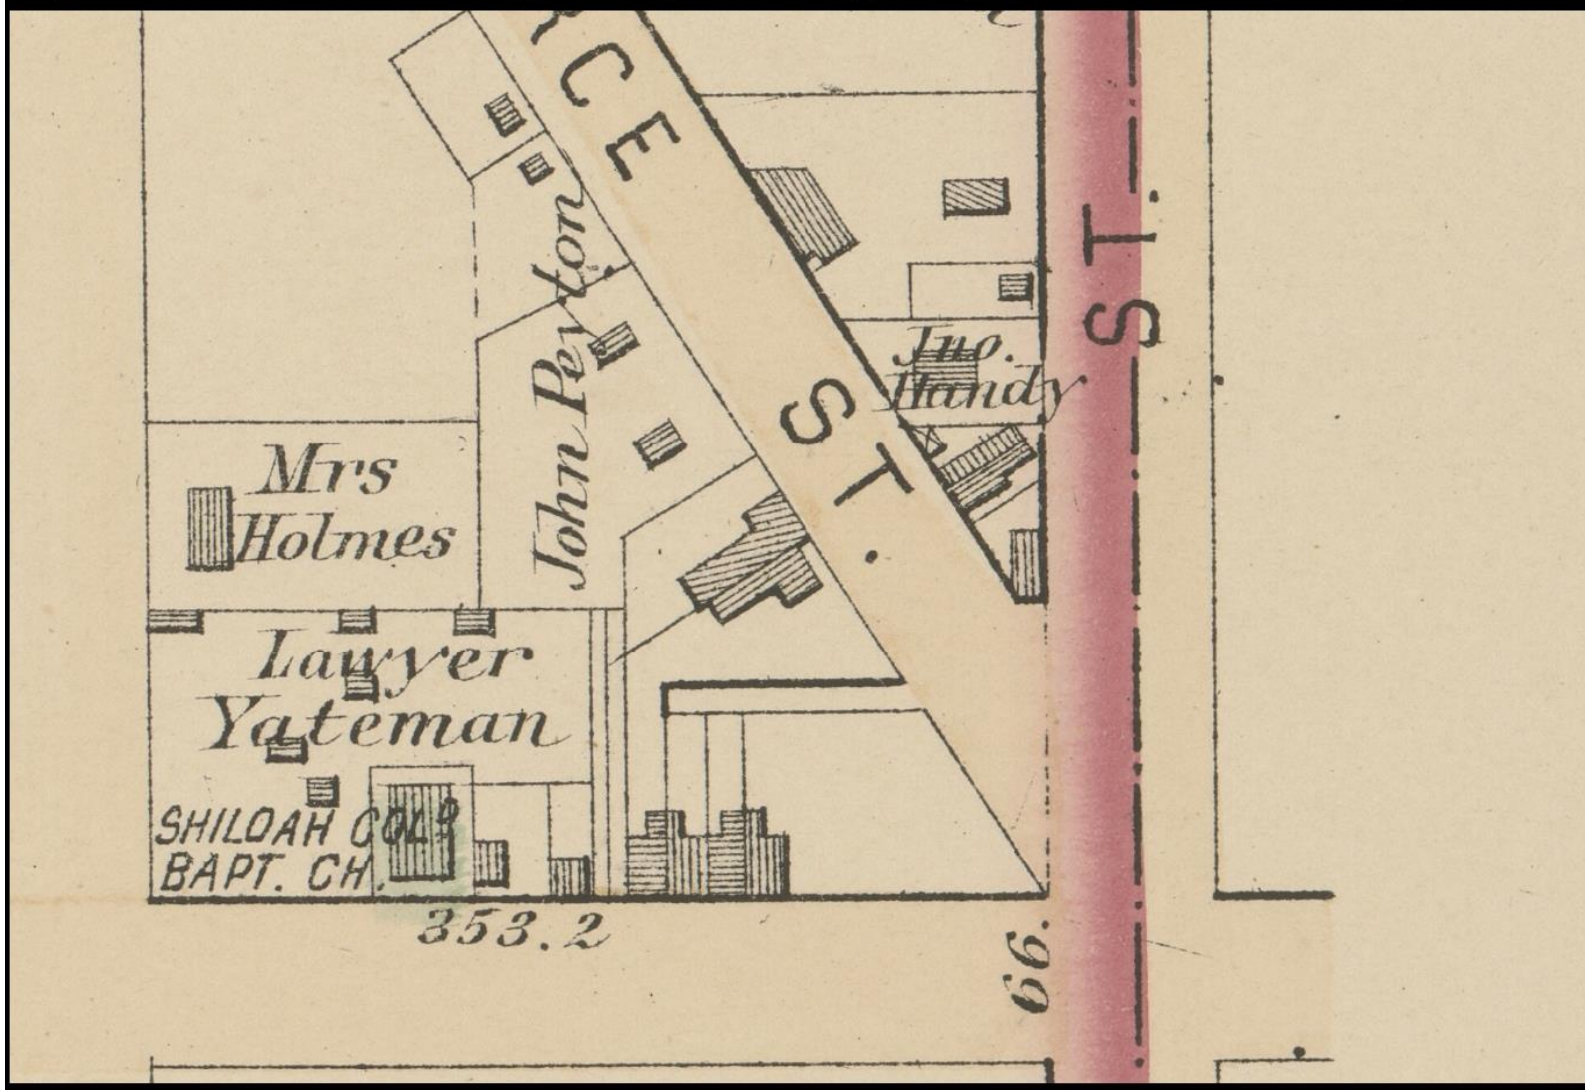 RCE ST.
ST.
Jno.
Handy.
John Peyton
Mrs
Holmes
Lawyer
Yateman
SHILOAH COLD
BAPT. CH.
353.2
66.